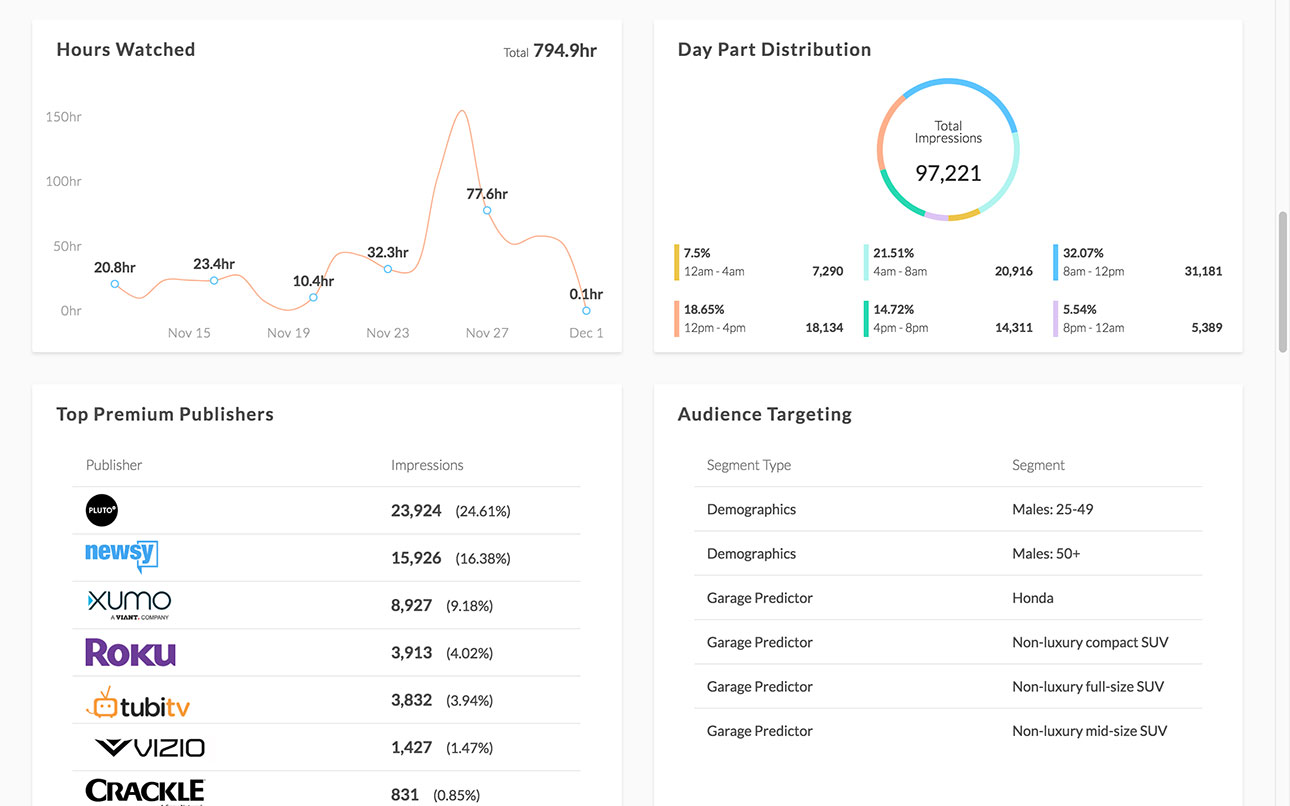 Hours Watched
Total 794.9hr
150hr
100hr
50hr
0hr
20.8hr
23.4hr
10.4hr
32.3hr
77.6hr
0.1hr
Nov 15 Nov 19 Nov 23 Nov 27 Dec 1
Day Part Distribution
Total
Impressions
97,221
7.5%
12am - 4am 7,290
21.51%
4am - 8am 20,916
32.07%
8am - 12pm 31,181
18.65%
12pm - 4pm 18,134
14.72%
4pm - 8pm 14,311
5.54%
8pm - 12am 5,389
Top Premium Publishers
Publisher Impressions
PLUTO 23,924 (24.61%)
newsy 15,926 (16.38%)
XUMO 8,927 (9.18%)
A VIANT. COMPANY
ROKU 3,913 (4.02%)
tubitv 3,832 (3.94%)
VIZIO 1,427 (1.47%)
CRACKLE 831 (0.85%)
Audience Targeting
Segment Type Segment
Demographics Males: 25-49
Demographics Males: 50+
Garage Predictor Honda
Garage Predictor Non-luxury compact SUV
Garage Predictor Non-luxury full-size SUV
Garage Predictor Non-luxury mid-size SUV